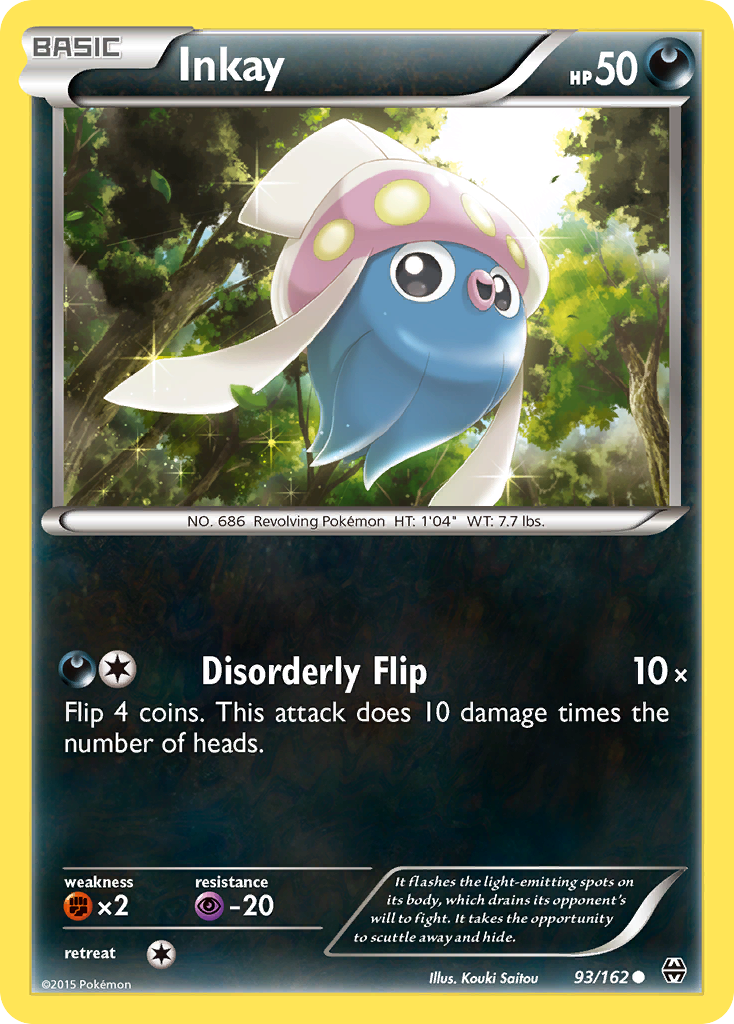 BASIC
Inkay
HP 50
NO. 686 Revolving Pokémon HT: 1'04" WT: 7.7 lbs.
Disorderly Flip 10×
Flip 4 coins. This attack does 10 damage times the
number of heads.
weakness resistance
×2 -20
retreat
It flashes the light-emitting spots on
its body, which drains its opponent's
will to fight. It takes the opportunity
to scuttle away and hide.
©2015 Pokémon
Illus. Kouki Saitou
93/162